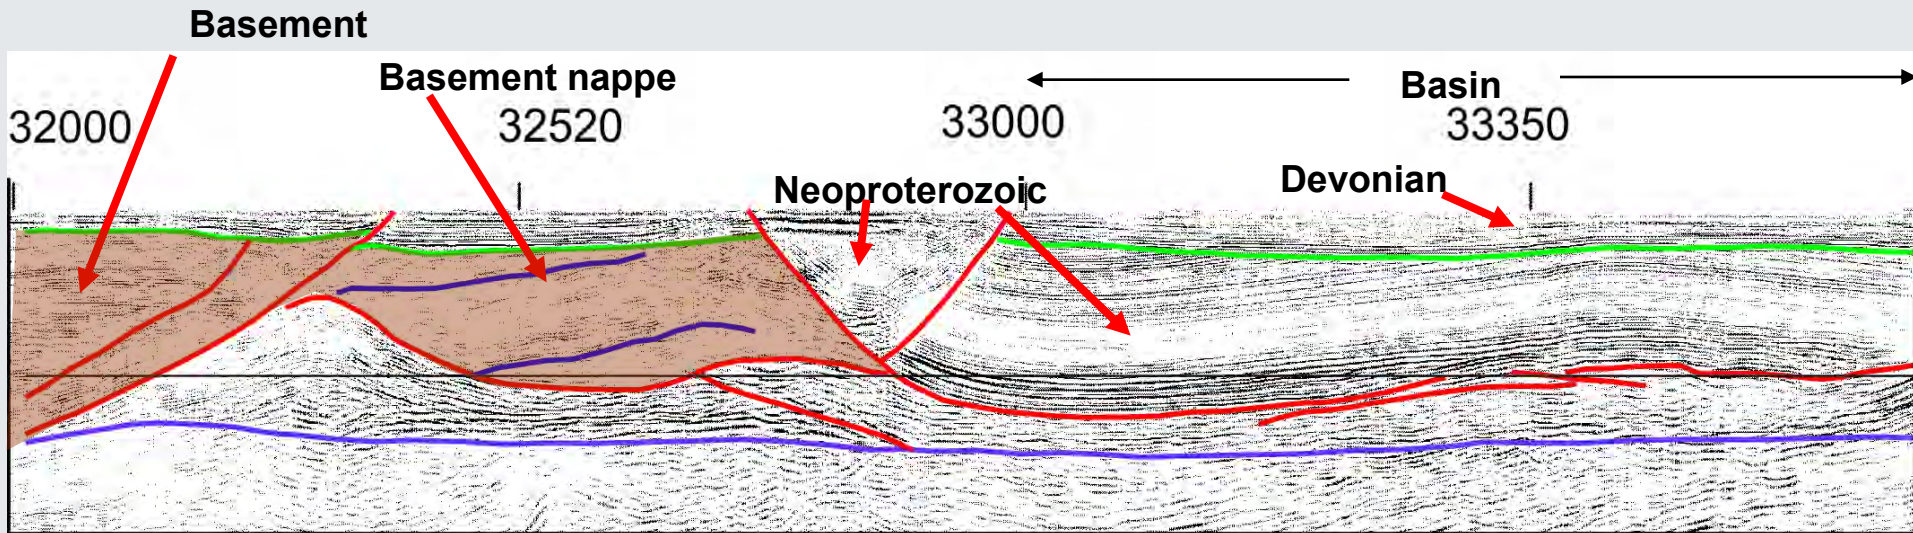 Basement
Basement nappe
Basin
32000
32520
33000
33350
Neoproterozoic
Devonian